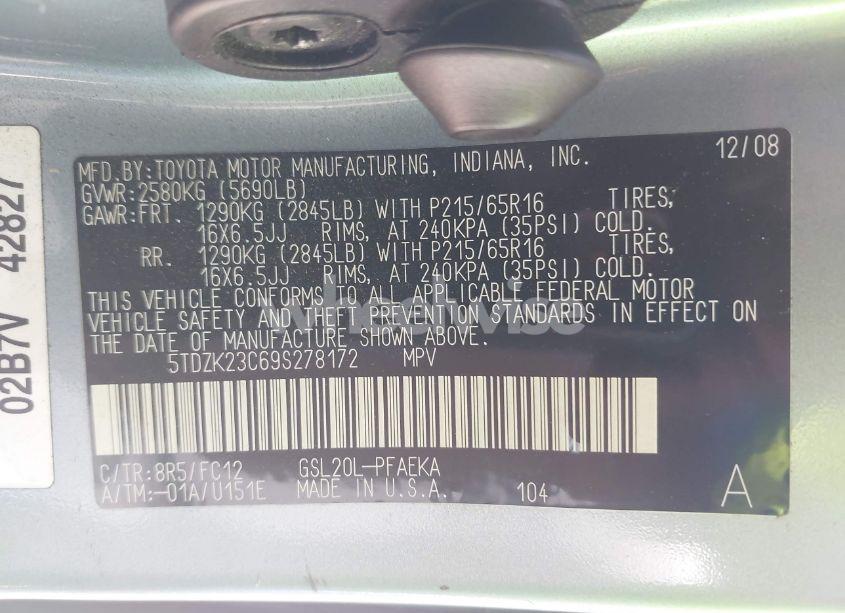 02B7V 42827
MFD.BY:TOYOTA MOTOR MANUFACTURING, INDIANA, INC. 12/08
GVWR:2580KG (5690LB)
GAWR:FRT. 1290KG (2845LB) WITH P215/65R16 TIRES;
16X6.5JJ RIMS, AT 240KPA (35PSI) COLD.
RR. 1290KG (2845LB) WITH P215/65R16 TIRES,
16X6.5JJ RIMS, AT 240KPA (35PSI) COLD.
THIS VEHICLE CONFORMS TO ALL APPLICABLE FEDERAL MOTOR
VEHICLE SAFETY AND THEFT PREVENTION STANDARDS IN EFFECT ON
THE DATE OF MANUFACTURE SHOWN ABOVE.
5TDZK23C69S278172 MPV
C/TR:8R5/FC12 GSL20L-PFAEKA
A/TM:-01A/U151E MADE IN U.S.A. 104 A